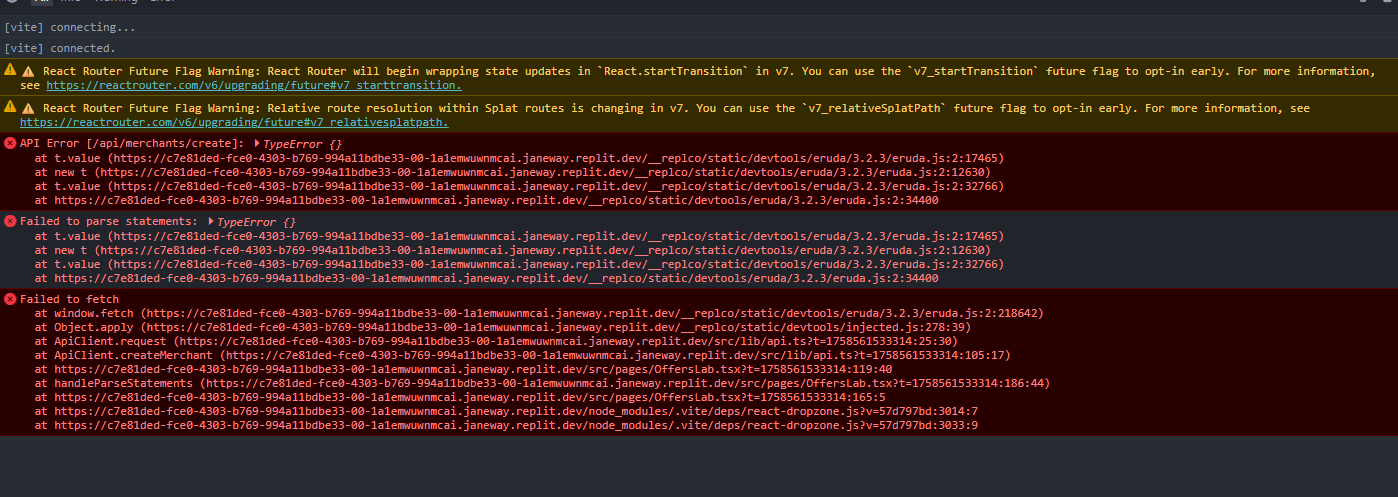 [vite] connecting...
[vite] connected.
React Router Future Flag Warning: React Router will begin wrapping state updates in `React.startTransition` in v7. You can use the `v7_startTransition` future flag to opt-in early. For more information,
see https://reactrouter.com/v6/upgrading/future#v7_starttransition.
React Router Future Flag Warning: Relative route resolution within Splat routes is changing in v7. You can use the `v7_relativeSplatPath` future flag to opt-in early. For more information, see
https://reactrouter.com/v6/upgrading/future#v7_relativesplatpath.
API Error [/api/merchants/create]: TypeError {}
at t.value (https://c7e81ded-fce0-4303-b769-994a11bdbe33-00-1a1emwuwnmcai.janeway.replit.dev/__replco/static/devtools/eruda/3.2.3/eruda.js:2:17465)
at new t (https://c7e81ded-fce0-4303-b769-994a11bdbe33-00-1a1emwuwnmcai.janeway.replit.dev/__replco/static/devtools/eruda/3.2.3/eruda.js:2:12630)
at t.value (https://c7e81ded-fce0-4303-b769-994a11bdbe33-00-1a1emwuwnmcai.janeway.replit.dev/__replco/static/devtools/eruda/3.2.3/eruda.js:2:32766)
at https://c7e81ded-fce0-4303-b769-994a11bdbe33-00-1a1emwuwnmcai.janeway.replit.dev/__replco/static/devtools/eruda/3.2.3/eruda.js:2:34400
Failed to parse statements: TypeError {}
at t.value (https://c7e81ded-fce0-4303-b769-994a11bdbe33-00-1a1emwuwnmcai.janeway.replit.dev/__replco/static/devtools/eruda/3.2.3/eruda.js:2:17465)
at new t (https://c7e81ded-fce0-4303-b769-994a11bdbe33-00-1a1emwuwnmcai.janeway.replit.dev/__replco/static/devtools/eruda/3.2.3/eruda.js:2:12630)
at t.value (https://c7e81ded-fce0-4303-b769-994a11bdbe33-00-1a1emwuwnmcai.janeway.replit.dev/__replco/static/devtools/eruda/3.2.3/eruda.js:2:32766)
at https://c7e81ded-fce0-4303-b769-994a11bdbe33-00-1a1emwuwnmcai.janeway.replit.dev/__replco/static/devtools/eruda/3.2.3/eruda.js:2:34400
Failed to fetch
at window.fetch (https://c7e81ded-fce0-4303-b769-994a11bdbe33-00-1a1emwuwnmcai.janeway.replit.dev/__replco/static/devtools/eruda/3.2.3/eruda.js:2:218642)
at Object.apply (https://c7e81ded-fce0-4303-b769-994a11bdbe33-00-1a1emwuwnmcai.janeway.replit.dev/__replco/static/devtools/injected.js:278:39)
at ApiClient.request (https://c7e81ded-fce0-4303-b769-994a11bdbe33-00-1a1emwuwnmcai.janeway.replit.dev/src/lib/api.ts?t=1758561533314:25:30)
at ApiClient.createMerchant (https://c7e81ded-fce0-4303-b769-994a11bdbe33-00-1a1emwuwnmcai.janeway.replit.dev/src/lib/api.ts?t=1758561533314:105:17)
at https://c7e81ded-fce0-4303-b769-994a11bdbe33-00-1a1emwuwnmcai.janeway.replit.dev/src/pages/OffersLab.tsx?t=1758561533314:119:40
at handleParseStatements (https://c7e81ded-fce0-4303-b769-994a11bdbe33-00-1a1emwuwnmcai.janeway.replit.dev/src/pages/OffersLab.tsx?t=1758561533314:186:44)
at https://c7e81ded-fce0-4303-b769-994a11bdbe33-00-1a1emwuwnmcai.janeway.replit.dev/src/pages/OffersLab.tsx?t=1758561533314:165:5
at https://c7e81ded-fce0-4303-b769-994a11bdbe33-00-1a1emwuwnmcai.janeway.replit.dev/node_modules/.vite/deps/react-dropzone.js?v=57d797bd:3014:7
at https://c7e81ded-fce0-4303-b769-994a11bdbe33-00-1a1emwuwnmcai.janeway.replit.dev/node_modules/.vite/deps/react-dropzone.js?v=57d797bd:3033:9